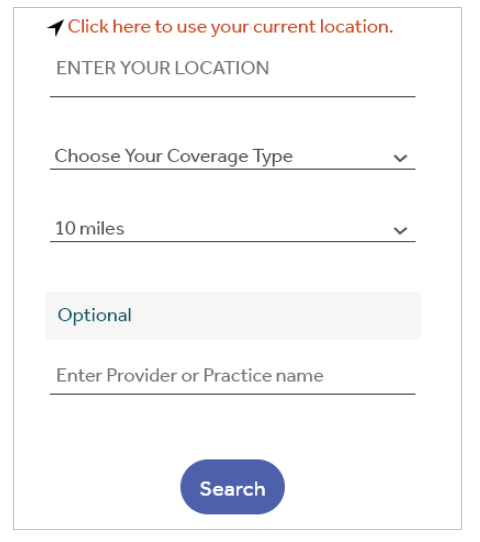 Click here to use your current location.
ENTER YOUR LOCATION
Choose Your Coverage Type
10 miles
Optional
Enter Provider or Practice name
Search